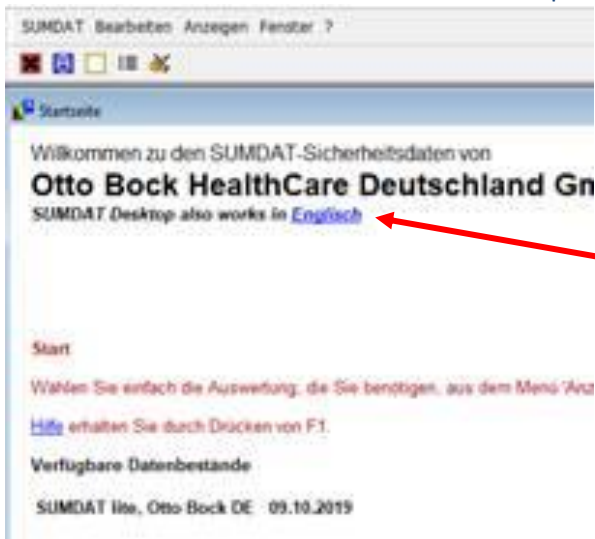 SUMDAT Bearbeiten Anzeigen Fenster ?
Startseite
Willkommen zu den SUMDAT-Sicherheitsdaten von
Otto Bock HealthCare Deutschland Gm
SUMDAT Desktop also works in Englisch
Start
Wählen Sie einfach die Auswertung, die Sie benötigen, aus dem Menü 'Anz
Hilfe erhalten Sie durch Drücken von F1.
Verfügbare Datenbestände
SUMDAT lite, Otto Bock DE 09.10.2019